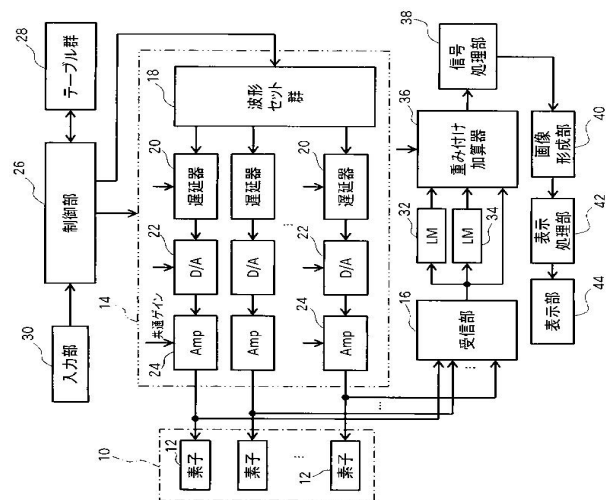 30
入力部
26
制御部
28
テーブル群
14
共通ゲイン
10
12
素子
24
Amp
22
D/A
20
遅延器
18
波形
セット
群
素子
Amp
D/A
遅延器
12
素子
24
Amp
22
D/A
20
遅延器
16
受信部
32
LM
LM
34
36
重み付け
加算器
38
信号
処理部
44
表示部
42
表示
処理部
40
画像
形成部